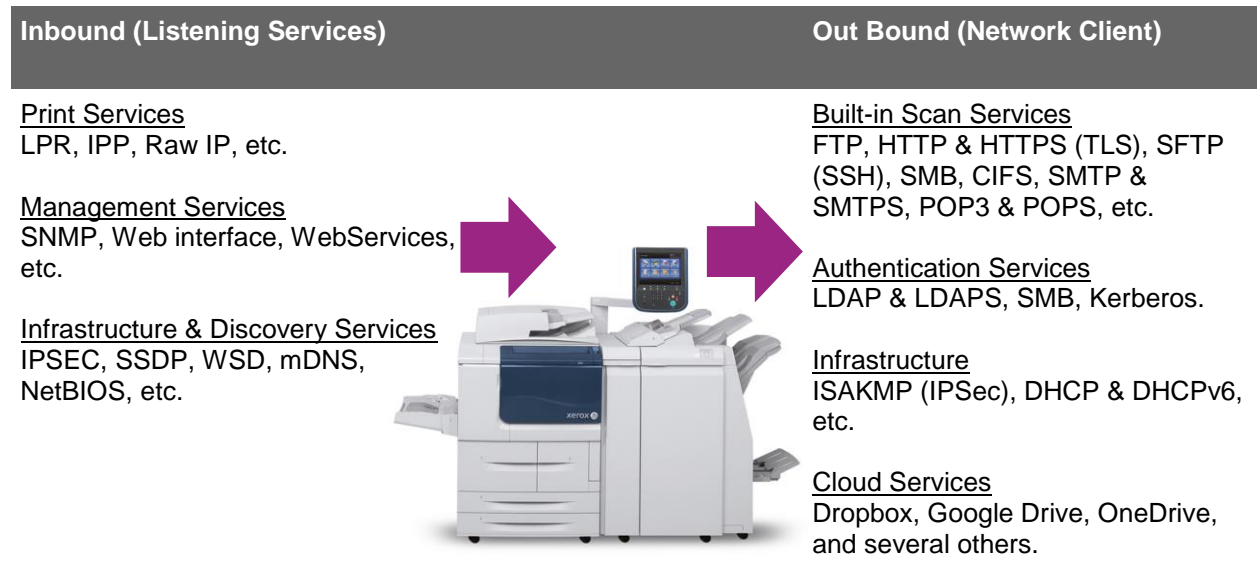 Inbound (Listening Services)
Out Bound (Network Client)
Print Services
LPR, IPP, Raw IP, etc.
Management Services
SNMP, Web interface, WebServices,
etc.
Infrastructure & Discovery Services
IPSEC, SSDP, WSD, mDNS,
NetBIOS, etc.
xerox
Built-in Scan Services
FTP, HTTP & HTTPS (TLS), SFTP
(SSH), SMB, CIFS, SMTP &
SMTPS, POP3 & POPS, etc.
Authentication Services
LDAP & LDAPS, SMB, Kerberos.
Infrastructure
ISAKMP (IPSec), DHCP & DHCPv6,
etc.
Cloud Services
Dropbox, Google Drive, OneDrive,
and several others.